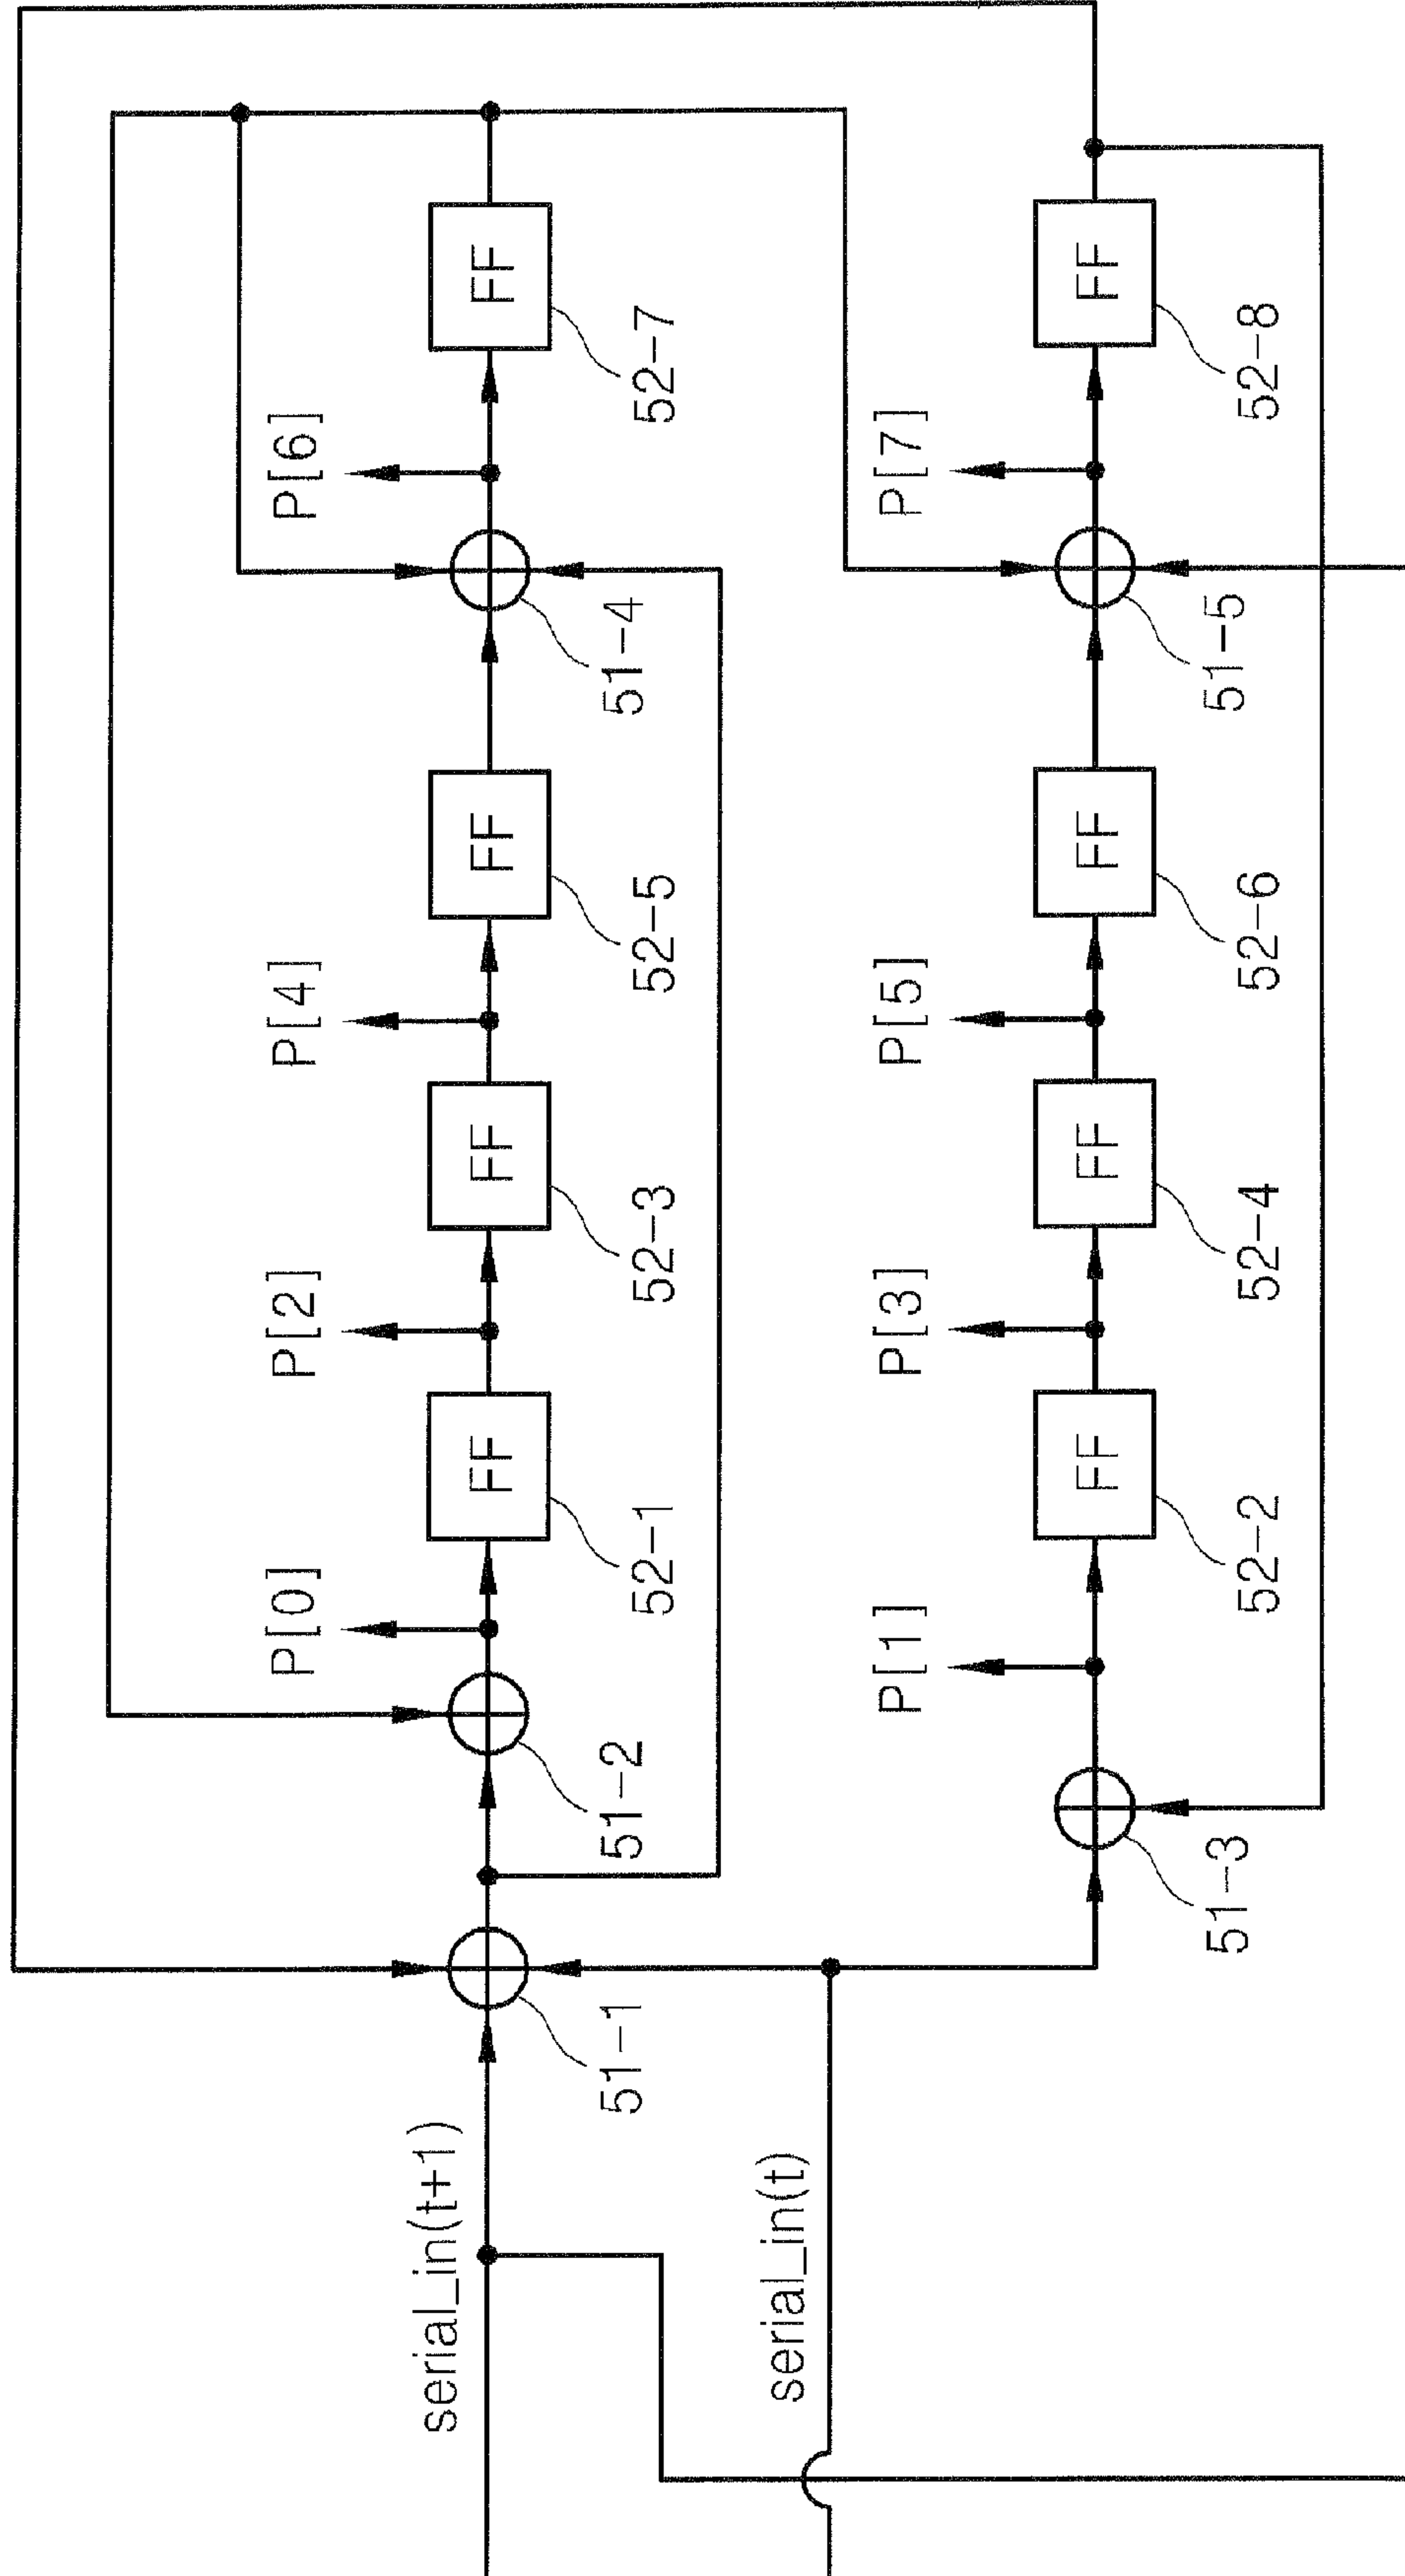 serial_in(t+1)
51-1
51-2
P[0]
52-1
FF
P[2]
52-3
FF
P[4]
52-5
FF
51-4
P[6]
52-7
FF
serial_in(t)
51-3
P[1]
52-2
FF
P[3]
52-4
FF
P[5]
52-6
FF
51-5
P[7]
52-8
FF